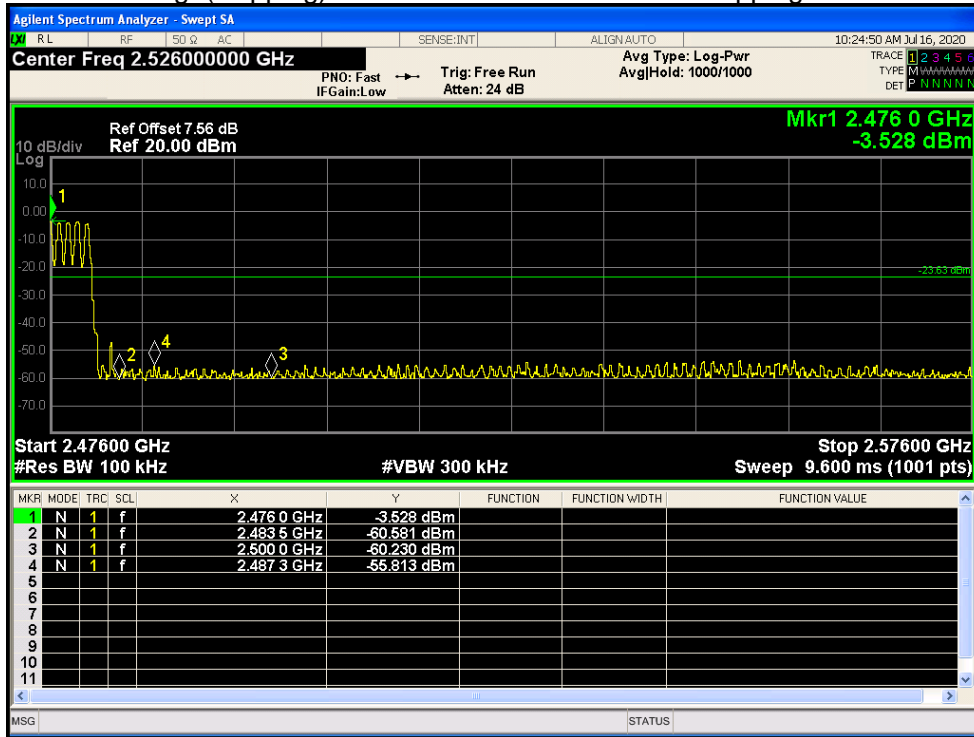 Agilent Spectrum Analyzer - Swept SA
LXI RL RF 50 Ω AC SENSE:INT ALIGN AUTO 10:24:50 AM Jul 16, 2020
Center Freq 2.526000000 GHz Avg Type: Log-Pwr TRACE 1 2 3 4 5 6
PNO: Fast Trig: Free Run Avg|Hold: 1000/1000 TYPE M
IFGain:Low Atten: 24 dB DET P N N N N N
Mkr1 2.476 0 GHz
Ref Offset 7.56 dB
10 dB/div Ref 20.00 dBm -3.528 dBm
Log
10.0
1
0.00
-10.0
-20.0
-23.63 dBm
-30.0
-40.0
4
2
3
-50.0
-60.0
-70.0
Start 2.47600 GHz Stop 2.57600 GHz
#Res BW 100 kHz #VBW 300 kHz Sweep 9.600 ms (1001 pts)
MKR MODE TRC SCL X Y FUNCTION FUNCTION WIDTH FUNCTION VALUE
1 N 1 f 2.476 0 GHz -3.528 dBm
2 N 1 f 2.483 5 GHz -60.581 dBm
3 N 1 f 2.500 0 GHz -60.230 dBm
4 N 1 f 2.487 3 GHz -55.813 dBm
5
6
7
8
9
10
11
MSG STATUS